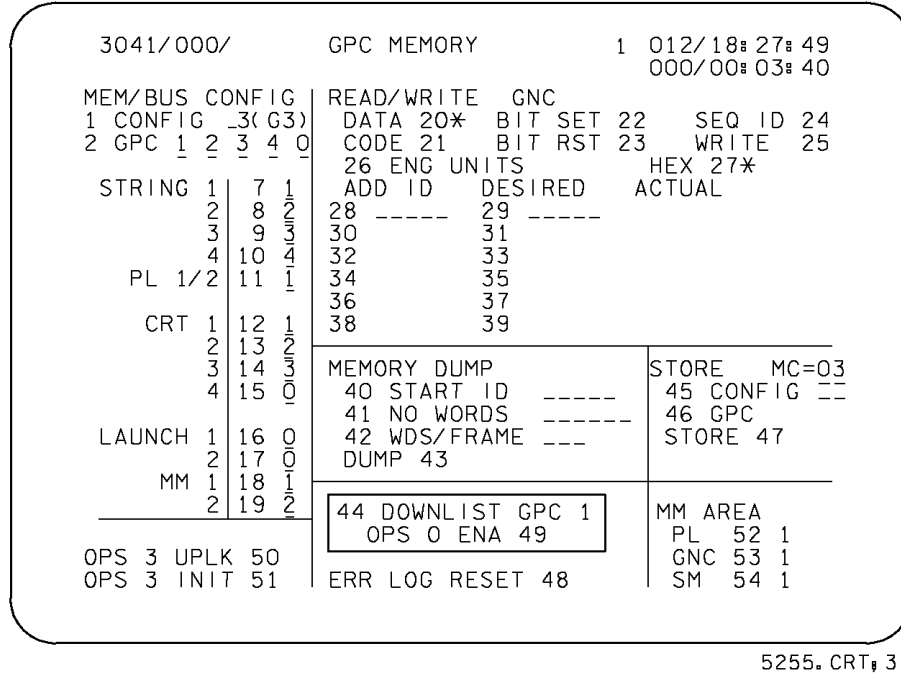 3041/000/ GPC MEMORY 1 012/18:27:49
000/00:03:40
MEM/BUS CONFIG READ/WRITE GNC
1 CONFIG _3(G3) DATA 20* BIT SET 22 SEQ ID 24
2 GPC 1 2 3 4 0 CODE 21 BIT RST 23 WRITE 25
26 ENG UNITS HEX 27*
STRING 1 7 1 ADD ID DESIRED ACTUAL
2 8 2 28 _____ 29 _____
3 9 3 30 31
4 10 4 32 33
PL 1/2 11 1 34 35
36 37
CRT 1 12 1 38 39
2 13 2
3 14 3 MEMORY DUMP STORE MC=03
4 15 0 40 START ID _____ 45 CONFIG __
41 NO WORDS ______ 46 GPC
LAUNCH 1 16 0 42 WDS/FRAME ___ STORE 47
2 17 0 DUMP 43
MM 1 18 1
2 19 2 44 DOWNLIST GPC 1 MM AREA
OPS 0 ENA 49 PL 52 1
OPS 3 UPLK 50 GNC 53 1
OPS 3 INIT 51 ERR LOG RESET 48 SM 54 1
5255.CRT;3